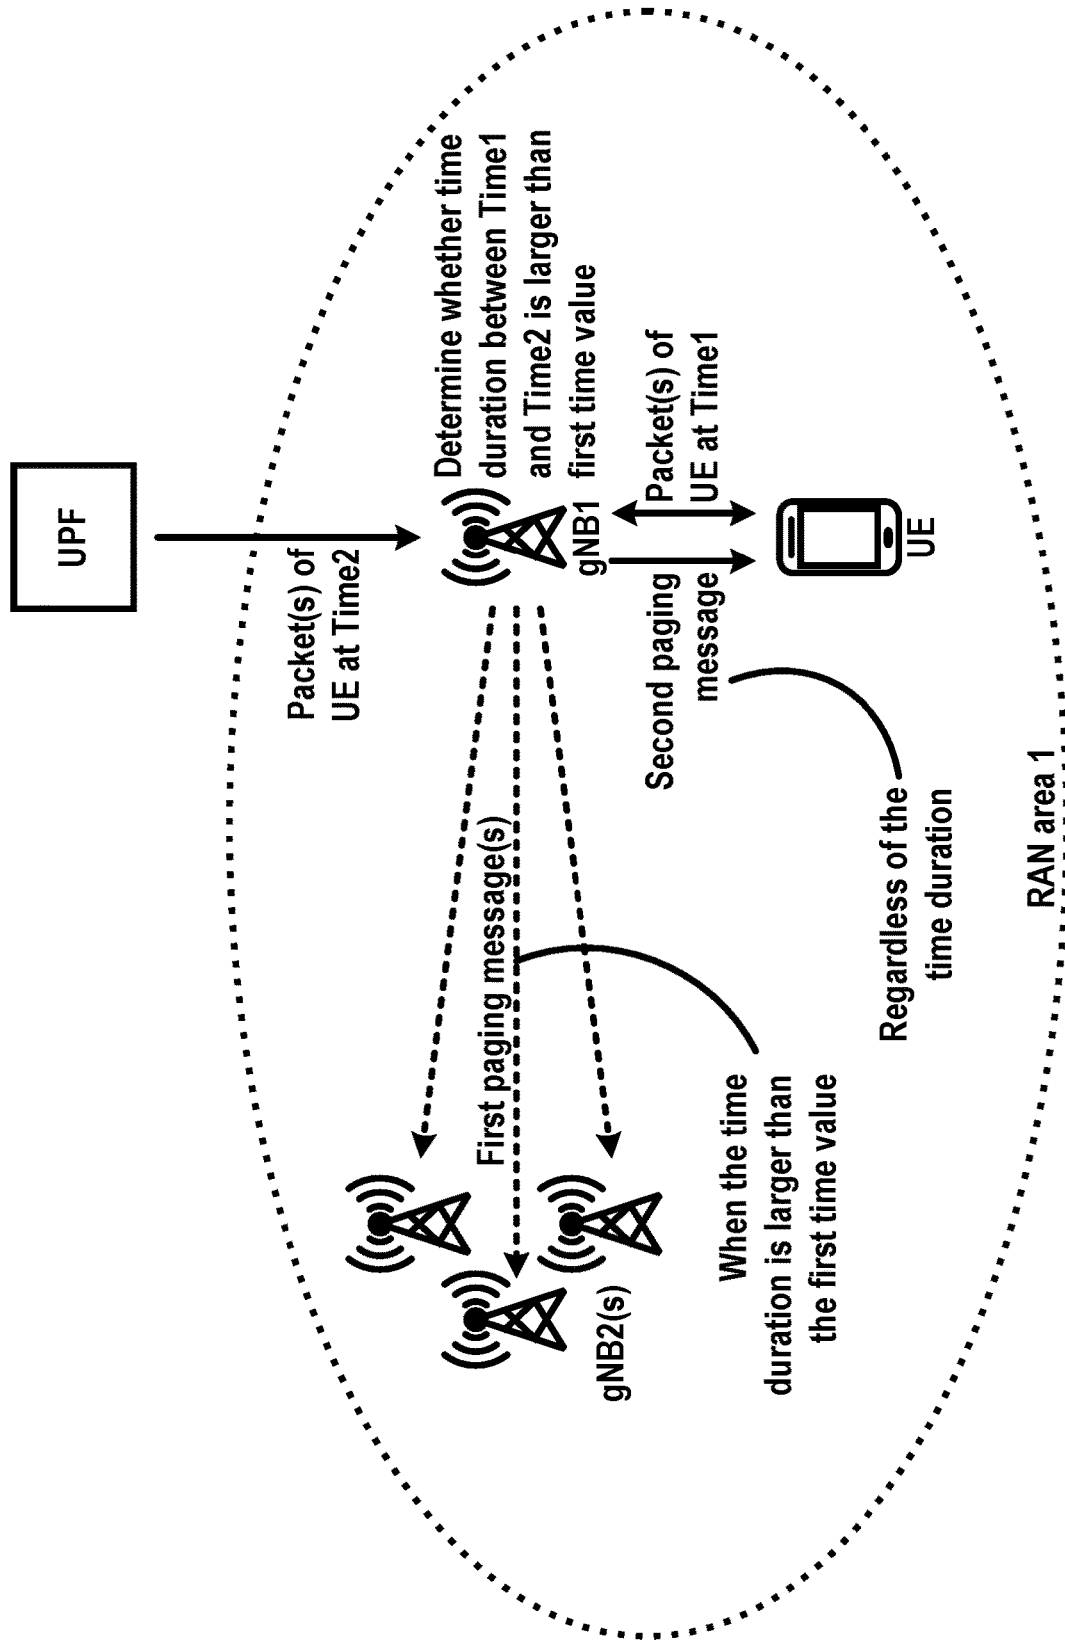 UPF
Packet(s) of
UE at Time2
Determine whether time
duration between Time1
and Time2 is larger than
first time value
gNB1
Packet(s) of
UE at Time1
Second paging
message
UE
First paging message(s)
gNB2(s)
When the time
duration is larger than
the first time value
Regardless of the
time duration
RAN area 1